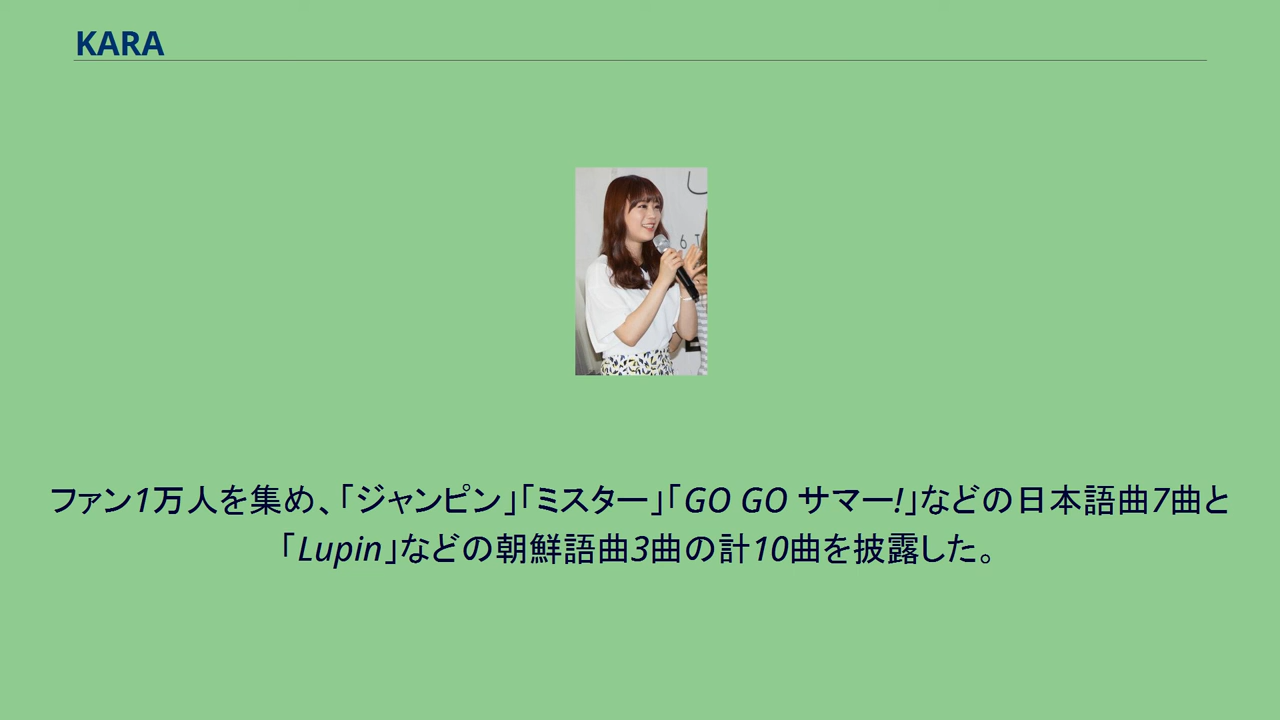 KARA
6 T
ファン1万人を集め、「ジャンピン」「ミスター」「GO GO サマー!」などの日本語曲7曲と
「Lupin」などの朝鮮語曲3曲の計10曲を披露した。